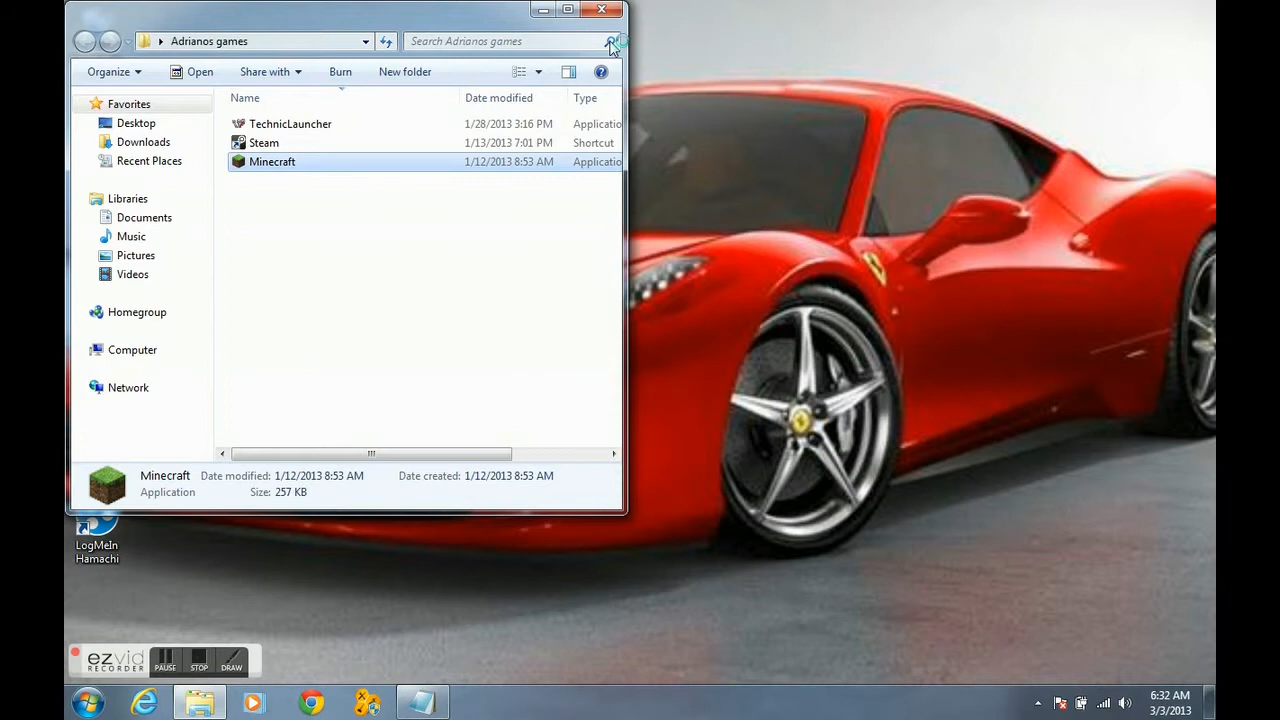 Adrianos games
Search Adrianos games
Organize
Open
Share with
Burn
New folder
Name
Date modified
Type
Favorites
Desktop
Downloads
Recent Places
Libraries
Documents
Music
Pictures
Videos
Homegroup
Computer
Network
TechnicLauncher 1/28/2013 3:16 PM Applicatio
Steam 1/13/2013 7:01 PM Shortcut
Minecraft 1/12/2013 8:53 AM Applicatio
Minecraft Date modified: 1/12/2013 8:53 AM Date created: 1/12/2013 8:53 AM
Application Size: 257 KB
LogMeIn
Hamachi
ezvid
RECORDER
PAUSE
STOP
DRAW
6:32 AM
3/3/2013